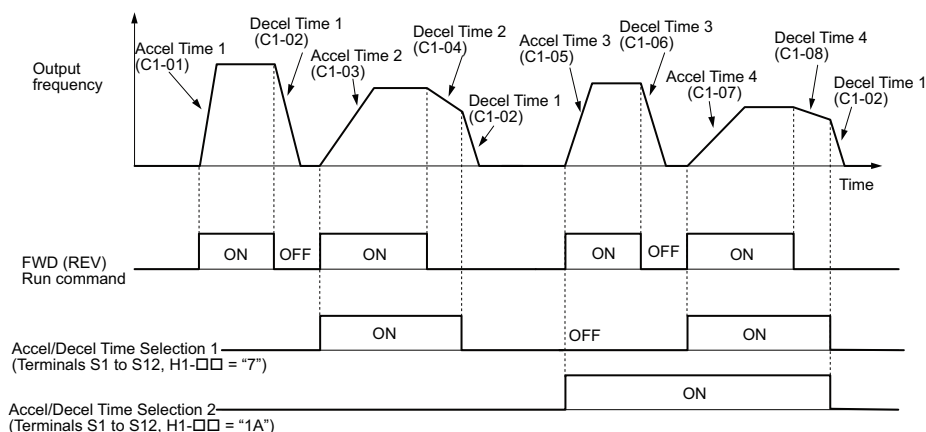 Output
frequency
Accel Time 1
(C1-01)
Decel Time 1
(C1-02)
Accel Time 2
(C1-03)
Decel Time 2
(C1-04)
Decel Time 1
(C1-02)
Accel Time 3
(C1-05)
Decel Time 3
(C1-06)
Accel Time 4
(C1-07)
Decel Time 4
(C1-08)
Decel Time 1
(C1-02)
Time
FWD (REV)
Run command
ON
OFF
ON
ON
OFF
ON
Accel/Decel Time Selection 1
(Terminals S1 to S12, H1-□□ = “7”)
ON
OFF
ON
Accel/Decel Time Selection 2
(Terminals S1 to S12, H1-□□ = “1A”)
ON